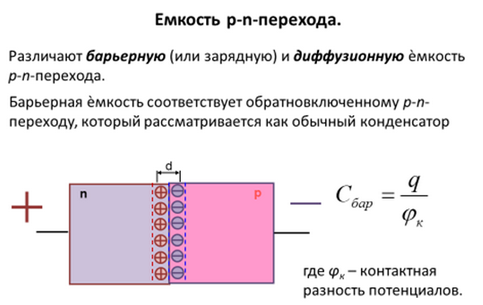 Емкость p-n-перехода.
Различают барьерную (или зарядную) и диффузионную ѐмкость
p-n-перехода.
Барьерная ѐмкость соответствует обратновключенному p-n-
переходу, который рассматривается как обычный конденсатор
d
n
p
+
—
C бар = q / φ к
где φк – контактная
разность потенциалов.